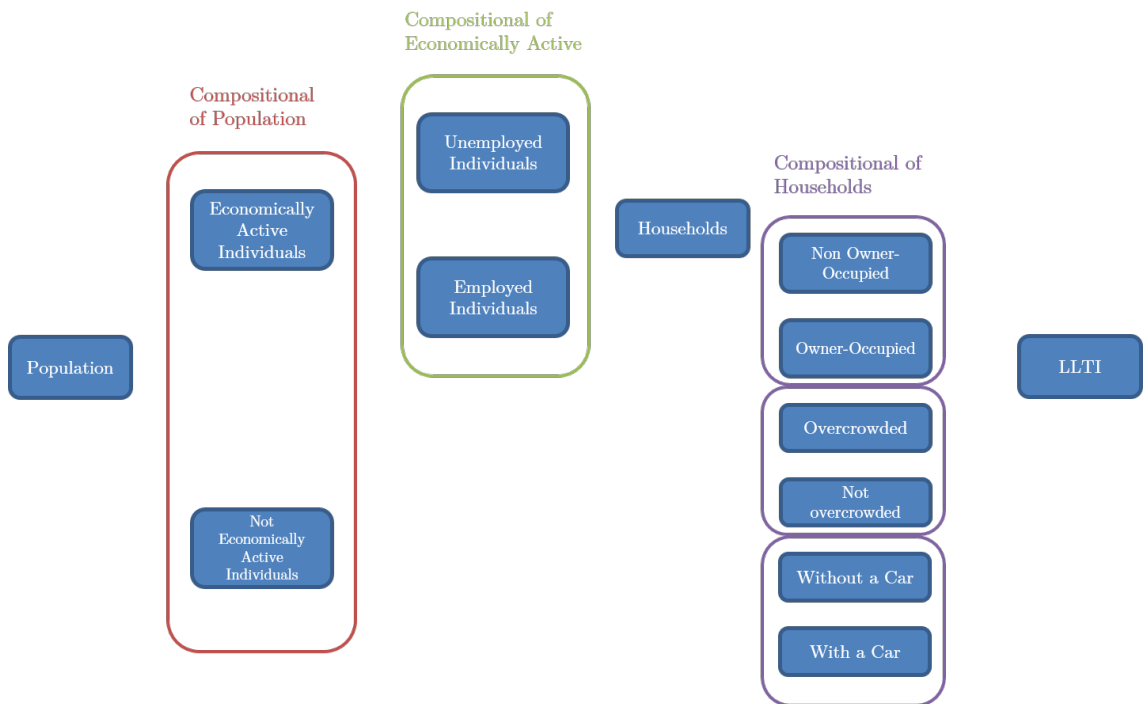 Compositional of
Economically Active
Compositional
of Population
Unemployed
Individuals
Compositional of
Households
Economically
Active
Individuals
Households
Non Owner-
Occupied
Employed
Individuals
Owner-Occupied
Population
LLTI
Overcrowded
Not
overcrowded
Not
Economically
Active
Individuals
Without a Car
With a Car